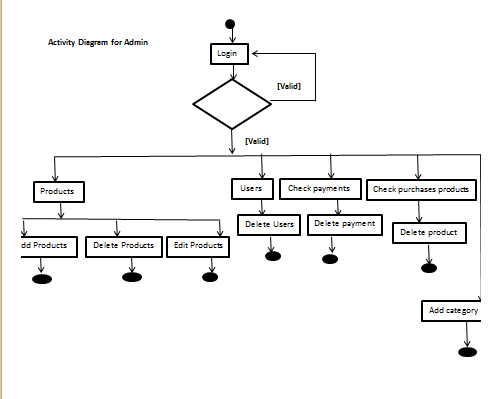 Activity Diagram for Admin
Login
[Valid]
[Valid]
Products
Users
Check payments
Check purchases products
Delete Users
Delete payment
Delete product
dd Products
Delete Products
Edit Products
Add category